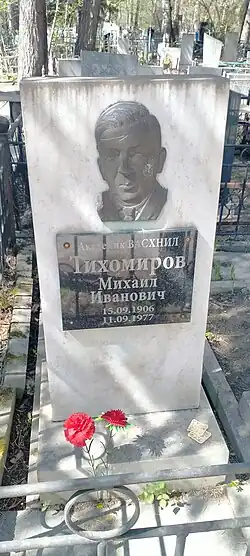 Академик ВАСХНИЛ
Тихомиров
Михаил
Иванович
15.09.1906
11.09.1977